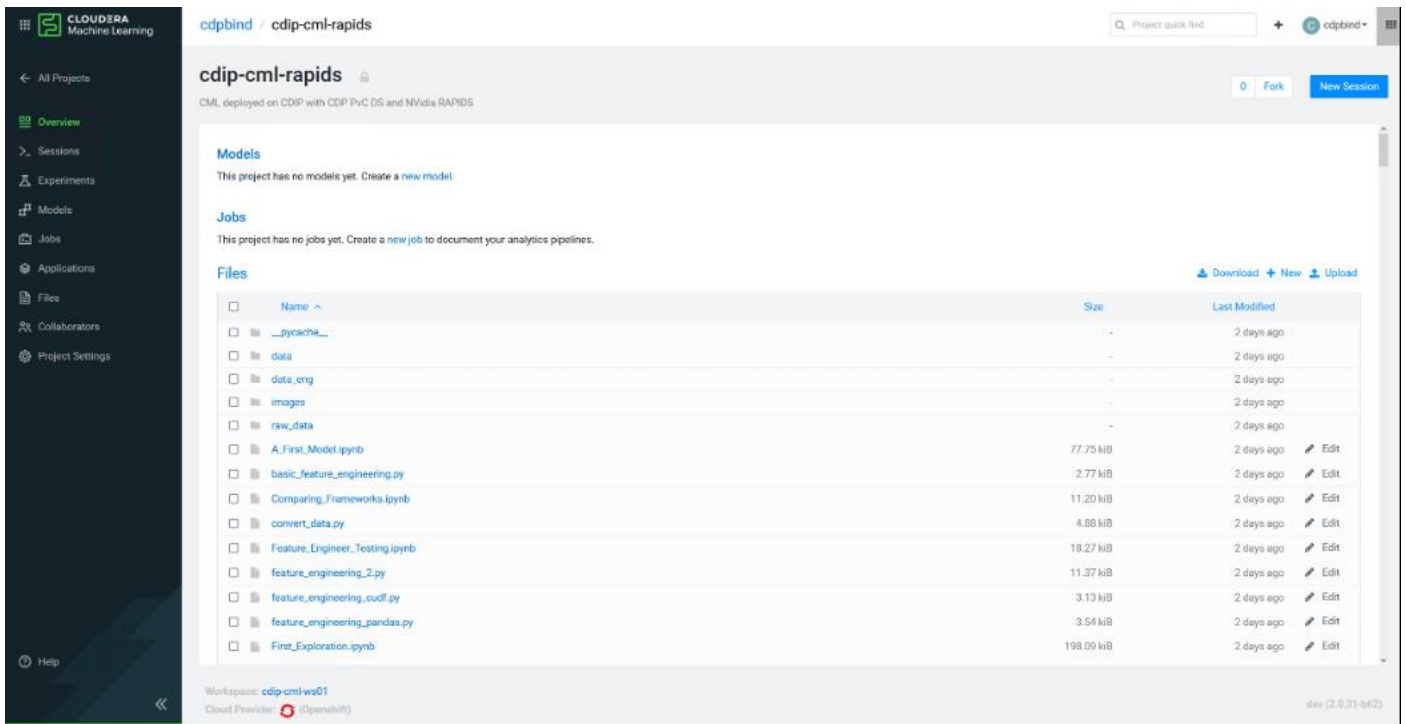 CLOUDERA
Machine Learning
cdpbind / cdip-cml-rapids
Project quick find
C
cdpbind
All Projects
Overview
Sessions
Experiments
Models
Jobs
Applications
Files
Collaborators
Project Settings
Help
cdip-cml-rapids
CML deployed on CDIP with CDP PvC DS and NVidia RAPIDS
0 Fork
New Session
Models
This project has no models yet. Create a new model.
Jobs
This project has no jobs yet. Create a new job to document your analytics pipelines.
Files
Download New Upload
Name Size Last Modified
__pycache__ - 2 days ago
data - 2 days ago
data_eng - 2 days ago
images - 2 days ago
raw_data - 2 days ago
A_First_Model.ipynb 77.75 kiB 2 days ago Edit
basic_feature_engineering.py 2.77 kiB 2 days ago Edit
Comparing_Frameworks.ipynb 11.20 kiB 2 days ago Edit
convert_data.py 4.88 kiB 2 days ago Edit
Feature_Engineer_Testing.ipynb 18.27 kiB 2 days ago Edit
feature_engineering_2.py 11.37 kiB 2 days ago Edit
feature_engineering_cudf.py 3.13 kiB 2 days ago Edit
feature_engineering_pandas.py 3.54 kiB 2 days ago Edit
First_Exploration.ipynb 198.09 kiB 2 days ago Edit
Workspace: cdip-cml-ws01
Cloud Provider: (Openshift)
dev (2.0.31-b62)